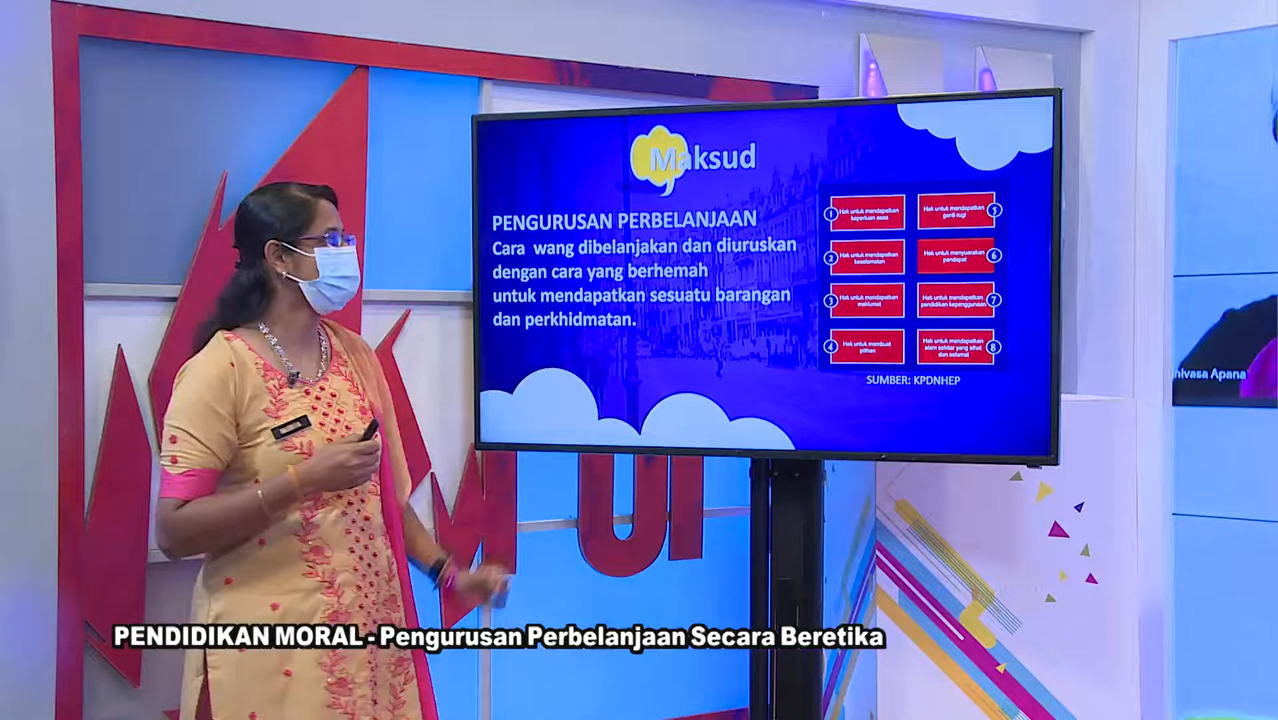 Maksud
PENGURUSAN PERBELANJAAN
Cara wang dibelanjakan dan diuruskan
dengan cara yang berhemah
untuk mendapatkan sesuatu barangan
dan perkhidmatan.
1
Hak untuk mendapatkan
keperluan asas
2
Hak untuk mendapatkan
keselamatan
3
Hak untuk mendapatkan
maklumat
4
Hak untuk membuat
pilihan
Hak untuk mendapatkan
ganti rugi
5
Hak untuk menyuarakan
pendapat
6
Hak untuk mendapatkan
pendidikan kepenggunaan
7
Hak untuk mendapatkan
alam sekitar yang sihat
dan selamat
8
SUMBER: KPDNHEP
nivasa Apana
PENDIDIKAN MORAL - Pengurusan Perbelanjaan Secara Beretika